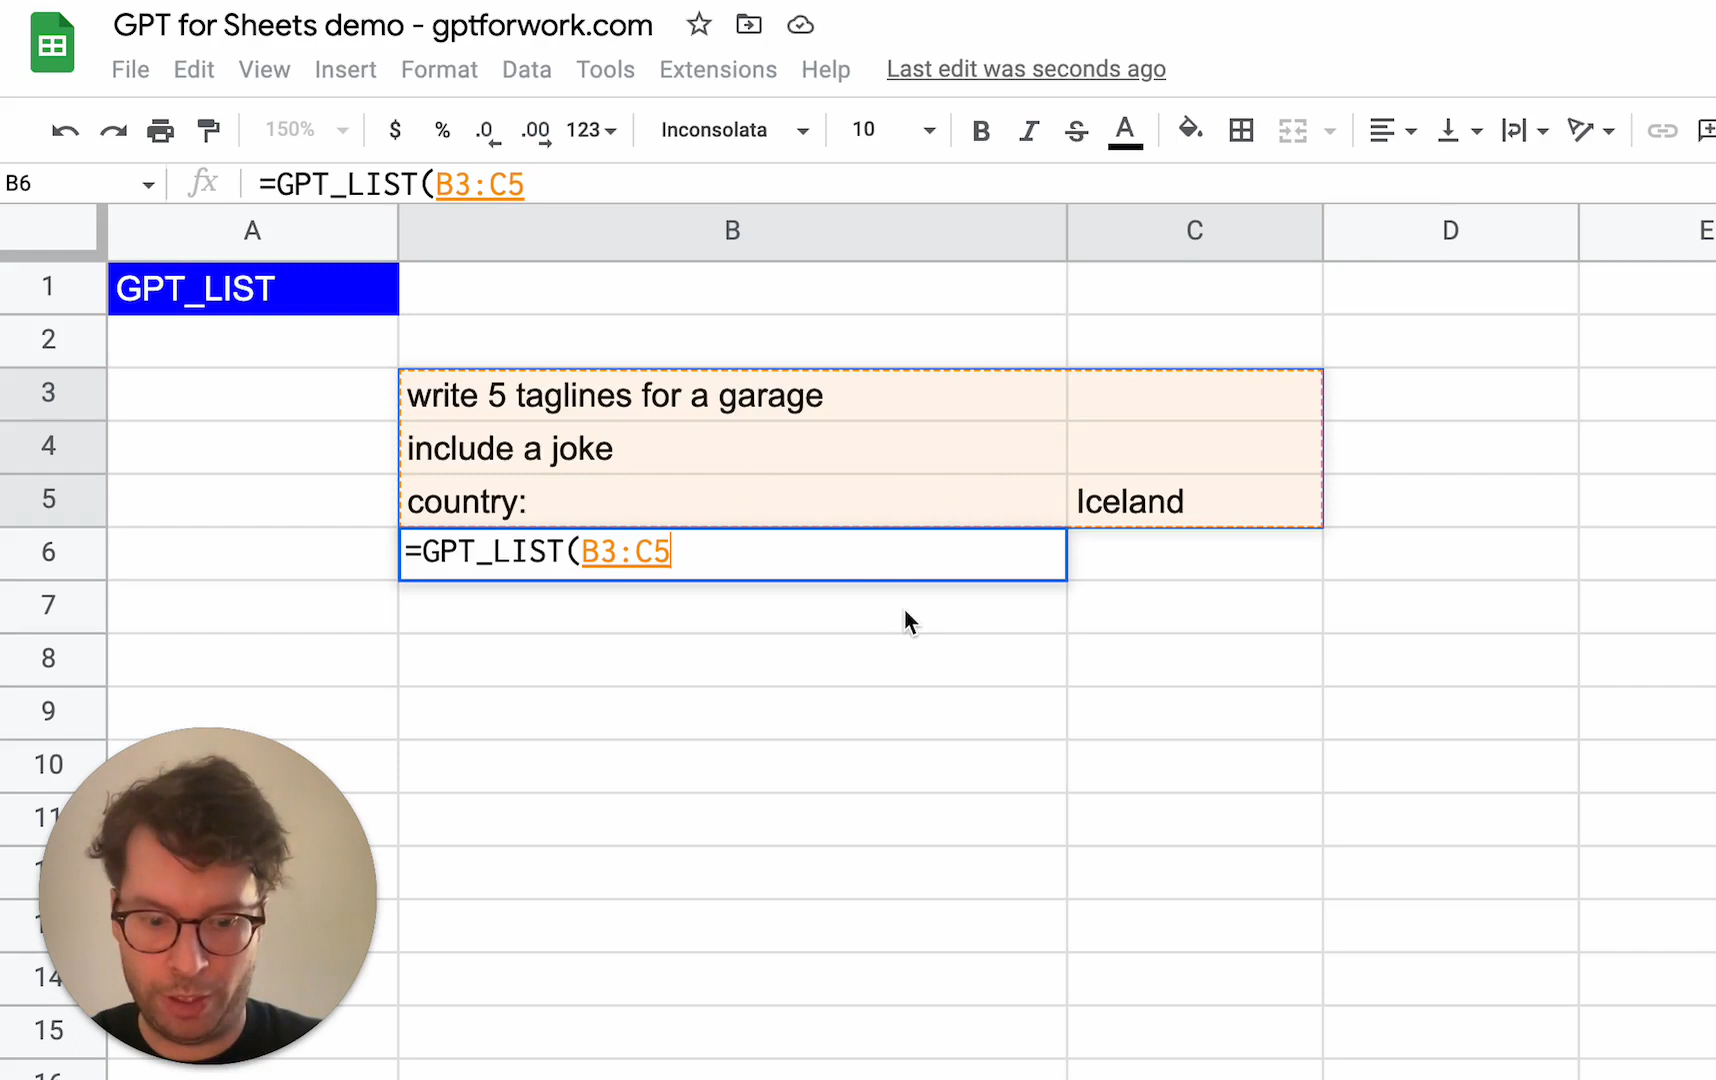 GPT for Sheets demo - gptforwork.com
File Edit View Insert Format Data Tools Extensions Help Last edit was seconds ago
150% $ % .0 .00 123 Inconsolata 10 B I S A
B6 fx =GPT_LIST(B3:C5
A B C D E
1 GPT_LIST
2
3 write 5 taglines for a garage
4 include a joke
5 country: Iceland
6 =GPT_LIST(B3:C5
7
8
9
10
11
14
15